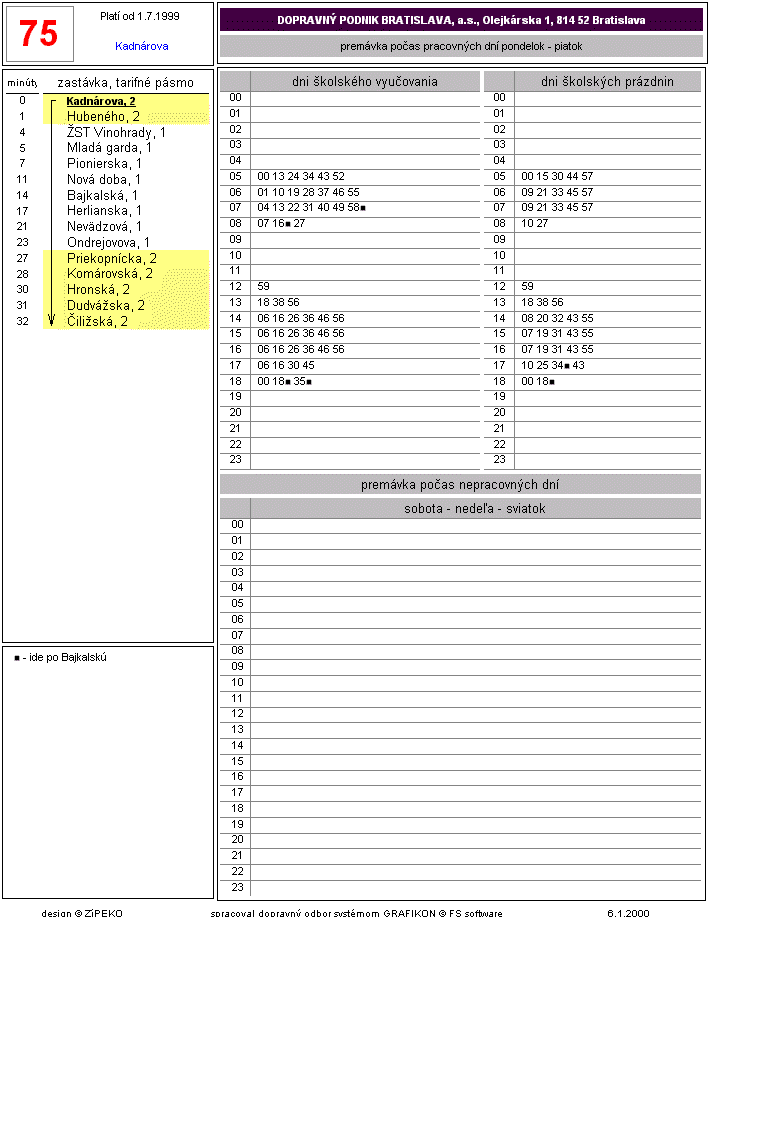 75
Platí od 1.7.1999
Kadnárova
DOPRAVNÝ PODNIK BRATISLAVA, a.s., Olejkárska 1, 814 52 Bratislava
premávka počas pracovných dní pondelok - piatok
minúty zastávka, tarifné pásmo
0 Kadnárova, 2
1 Hubeného, 2
4 ŽST Vinohrady, 1
5 Mladá garda, 1
7 Pionierska, 1
11 Nová doba, 1
14 Bajkalská, 1
17 Herlianska, 1
21 Nevädzová, 1
23 Ondrejovova, 1
27 Priekopnícka, 2
28 Komárovská, 2
30 Hronská, 2
31 Dudvážska, 2
32 Čiližská, 2
■ - ide po Bajkalskú
dni školského vyučovania
00
01
02
03
04
05 00 13 24 34 43 52
06 01 10 19 28 37 46 55
07 04 13 22 31 40 49 58■
08 07 16■ 27
09
10
11
12 59
13 18 38 56
14 06 16 26 36 46 56
15 06 16 26 36 46 56
16 06 16 26 36 46 56
17 06 16 30 45
18 00 18■ 35■
19
20
21
22
23
dni školských prázdnin
00
01
02
03
04
05 00 15 30 44 57
06 09 21 33 45 57
07 09 21 33 45 57
08 10 27
09
10
11
12 59
13 18 38 56
14 08 20 32 43 55
15 07 19 31 43 55
16 07 19 31 43 55
17 10 25 34■ 43
18 00 18■
19
20
21
22
23
premávka počas nepracovných dní
sobota - nedeľa - sviatok
00
01
02
03
04
05
06
07
08
09
10
11
12
13
14
15
16
17
18
19
20
21
22
23
design © ZíPEKO spracoval dopravný odbor systémom GRAFIKON © FS software 6.1.2000